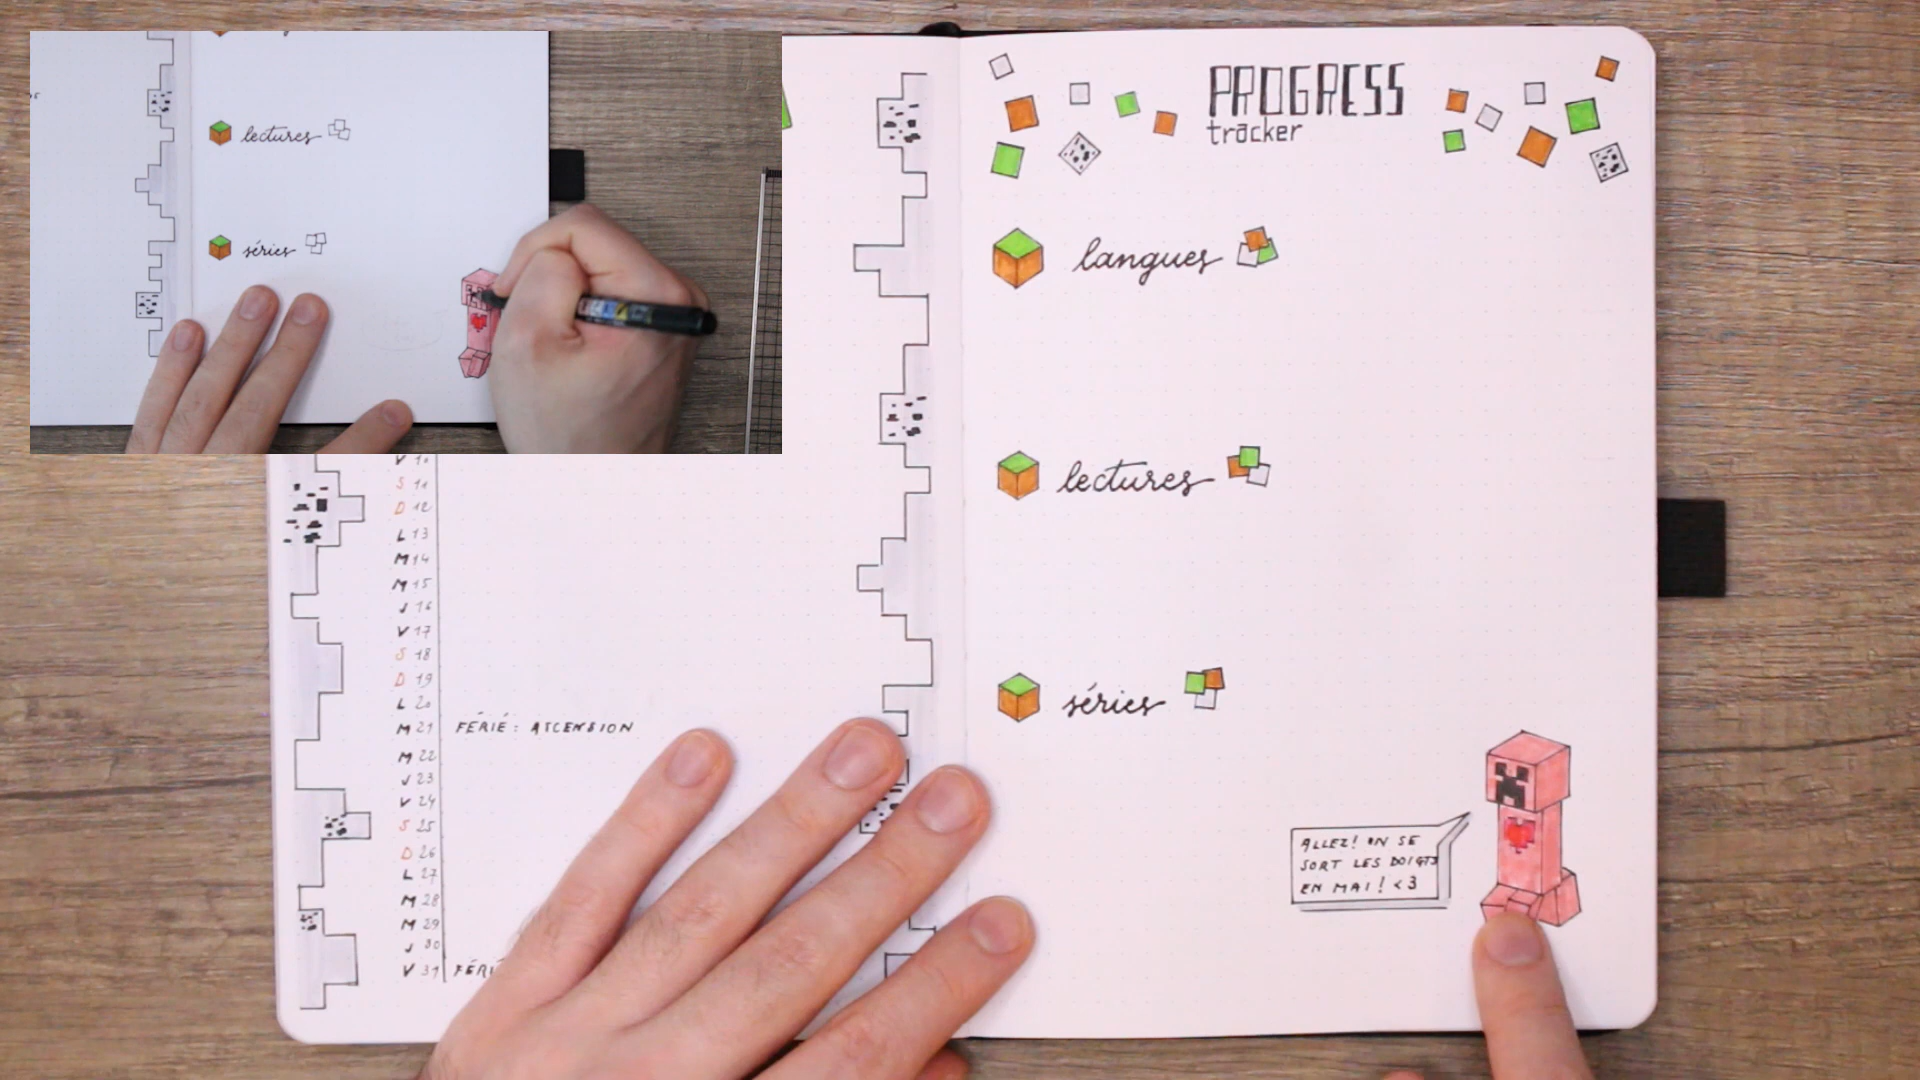 lectures
séries
V 10
S 11
D 12
L 13
M 14
M 15
J 16
V 17
S 18
D 19
L 20
M 21 FÉRIÉ : ASCENSION
M 22
J 23
V 24
S 25
D 26
L 27
M 28
M 29
J 30
V 31 FÉRI
PROGRESS
tracker
langues
lectures
séries
ALLEZ! ON SE
SORT LES DOIGTS
EN MAI ! <3